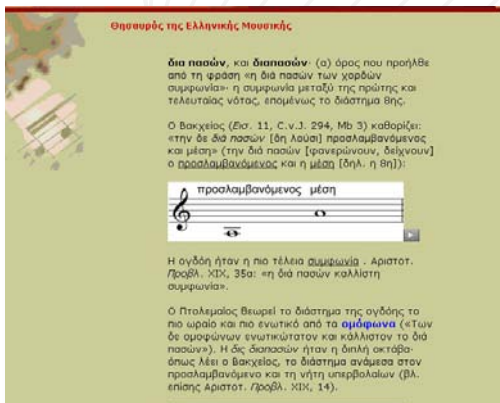 Θησαυρός της Ελληνικής Μουσικής
δια πασών, και διαπασών· (α) όρος που προήλθε
από τη φράση «η διά πασών των χορδών
συμφωνία»· η συμφωνία μεταξύ της πρώτης και
τελευταίας νότας, επομένως το διάστημα 8ης.
Ο Βακχείος (Εισ. 11, C.v.J. 294, Mb 3) καθορίζει:
«την δε διά πασών [δη λούσι] προσλαμβανόμενος
και μέση» (την διά πασών [φανερώνουν, δείχνουν]
ο προσλαμβανόμενος και η μέση [δηλ. η 8η]):
προσλαμβανόμενος μέση
Η ογδόη ήταν η πιο τέλεια συμφωνία . Αριστοτ.
Προβλ. XIX, 35a: «η διά πασών καλλίστη
συμφωνία».
Ο Πτολεμαίος θεωρεί το διάστημα της ογδόης το
πιο ωραίο και πιο ενωτικό από τα ομόφωνα («Των
δε ομοφώνων ενωτικώτατον και κάλλιστον το διά
πασών»). Η δις διαπασών ήταν η διπλή οκτάβα·
όπως λέει ο Βακχείος, το διάστημα ανάμεσα στον
προσλαμβανόμενο και τη νήτη υπερβολαίων (βλ.
επίσης Αριστοτ. Προβλ. XIX, 14).